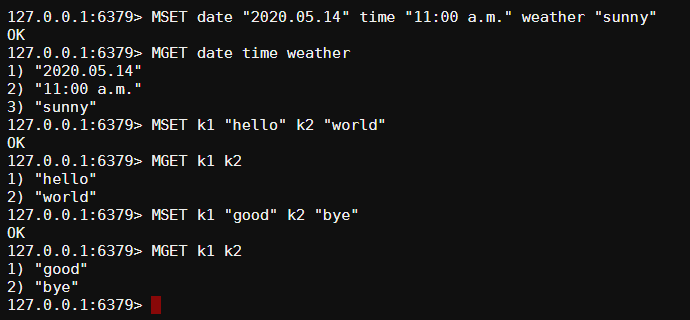 127.0.0.1:6379> MSET date "2020.05.14" time "11:00 a.m." weather "sunny"
OK
127.0.0.1:6379> MGET date time weather
1) "2020.05.14"
2) "11:00 a.m."
3) "sunny"
127.0.0.1:6379> MSET k1 "hello" k2 "world"
OK
127.0.0.1:6379> MGET k1 k2
1) "hello"
2) "world"
127.0.0.1:6379> MSET k1 "good" k2 "bye"
OK
127.0.0.1:6379> MGET k1 k2
1) "good"
2) "bye"
127.0.0.1:6379>